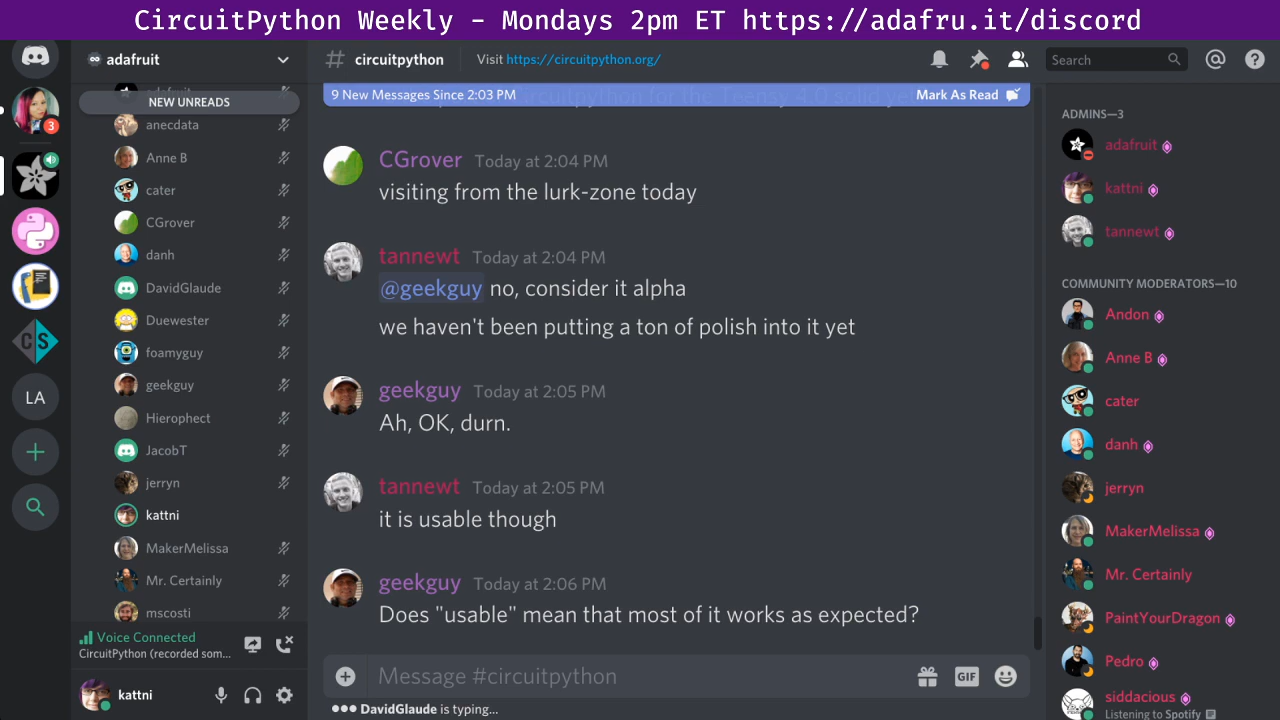 CircuitPython Weekly - Mondays 2pm ET https://adafru.it/discord
adafruit
NEW UNREADS
anecdata
Anne B
cater
CGrover
danh
DavidGlaude
Duewester
foamyguy
geekguy
Hierophect
JacobT
jerryn
kattni
MakerMelissa
Mr. Certainly
mscosti
Voice Connected
CircuitPython (recorded som...
kattni
3
LA
# circuitpython
Visit https://circuitpython.org/
Search
9 New Messages Since 2:03 PM
Mark As Read
CGrover Today at 2:04 PM
visiting from the lurk-zone today
tannewt Today at 2:04 PM
@geekguy no, consider it alpha
we haven't been putting a ton of polish into it yet
geekguy Today at 2:05 PM
Ah, OK, durn.
tannewt Today at 2:05 PM
it is usable though
geekguy Today at 2:06 PM
Does "usable" mean that most of it works as expected?
Message #circuitpython
GIF
DavidGlaude is typing...
ADMINS—3
adafruit
kattni
tannewt
COMMUNITY MODERATORS—10
Andon
Anne B
cater
danh
jerryn
MakerMelissa
Mr. Certainly
PaintYourDragon
Pedro
siddacious
Listening to Spotify